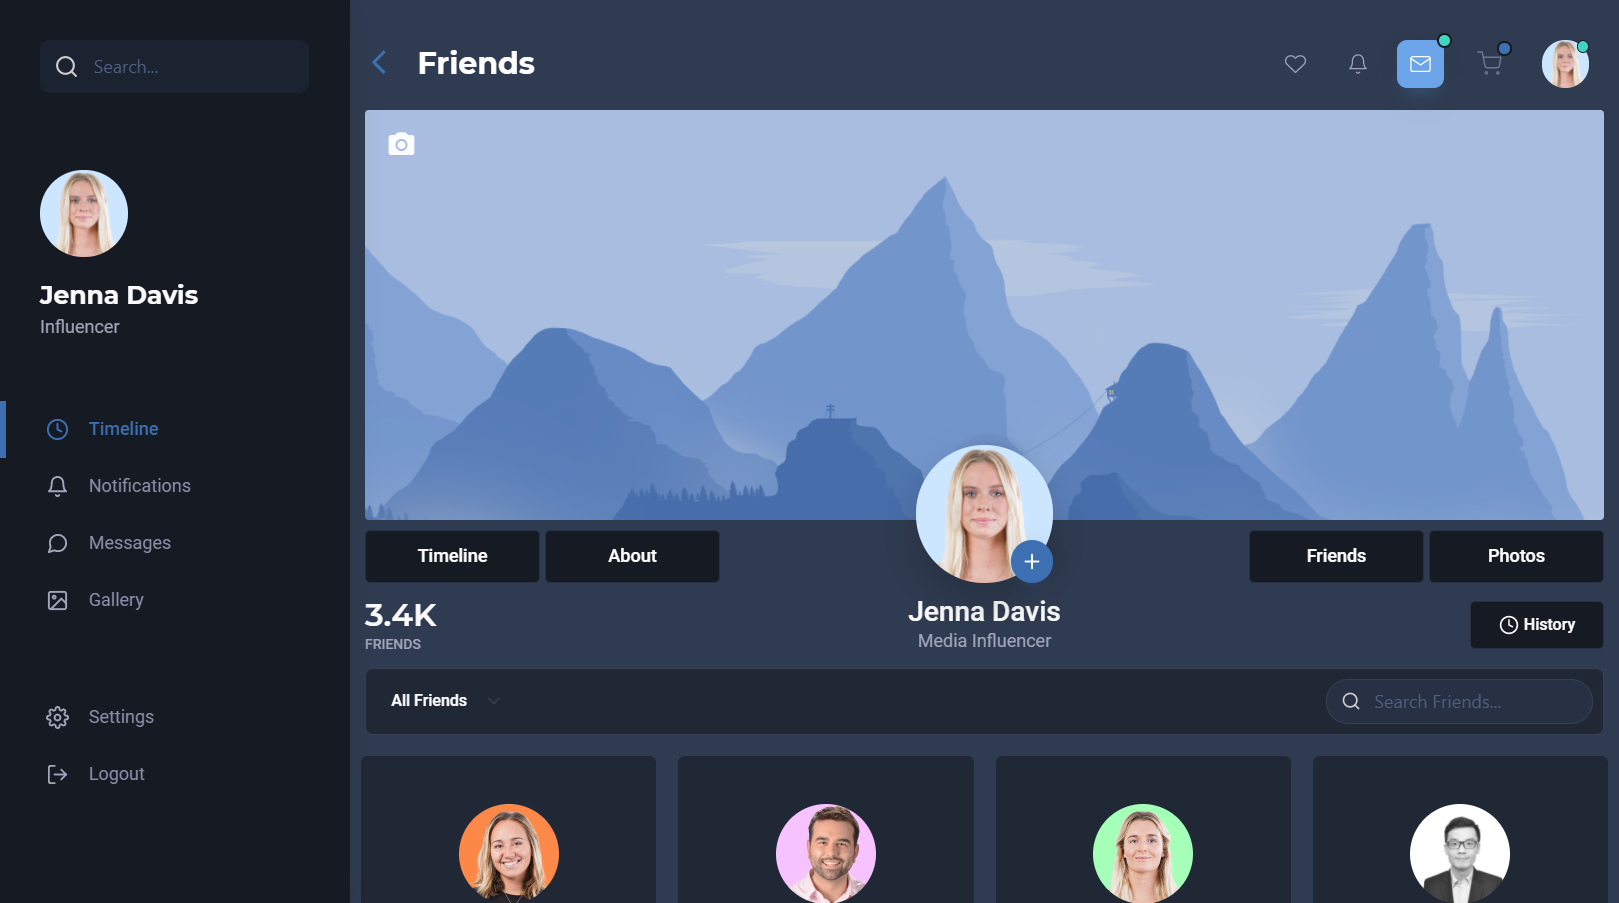 Search...
Jenna Davis
Influencer
Timeline
Notifications
Messages
Gallery
Settings
Logout
Friends
Timeline
About
Friends
Photos
3.4K
FRIENDS
Jenna Davis
Media Influencer
History
All Friends
Search Friends...